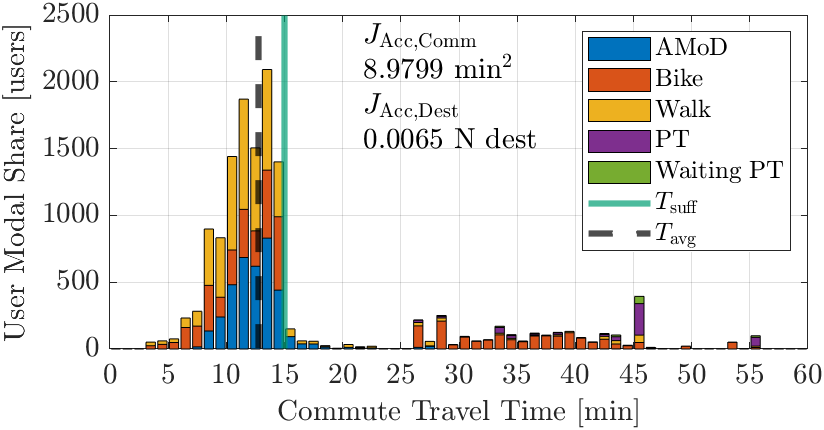 2500
2000
1500
1000
500
0
User Modal Share [users]
J_Acc,Comm
8.9799 min²
J_Acc,Dest
0.0065 N dest
AMoD
Bike
Walk
PT
Waiting PT
T_suff
T_avg
0 5 10 15 20 25 30 35 40 45 50 55 60
Commute Travel Time [min]